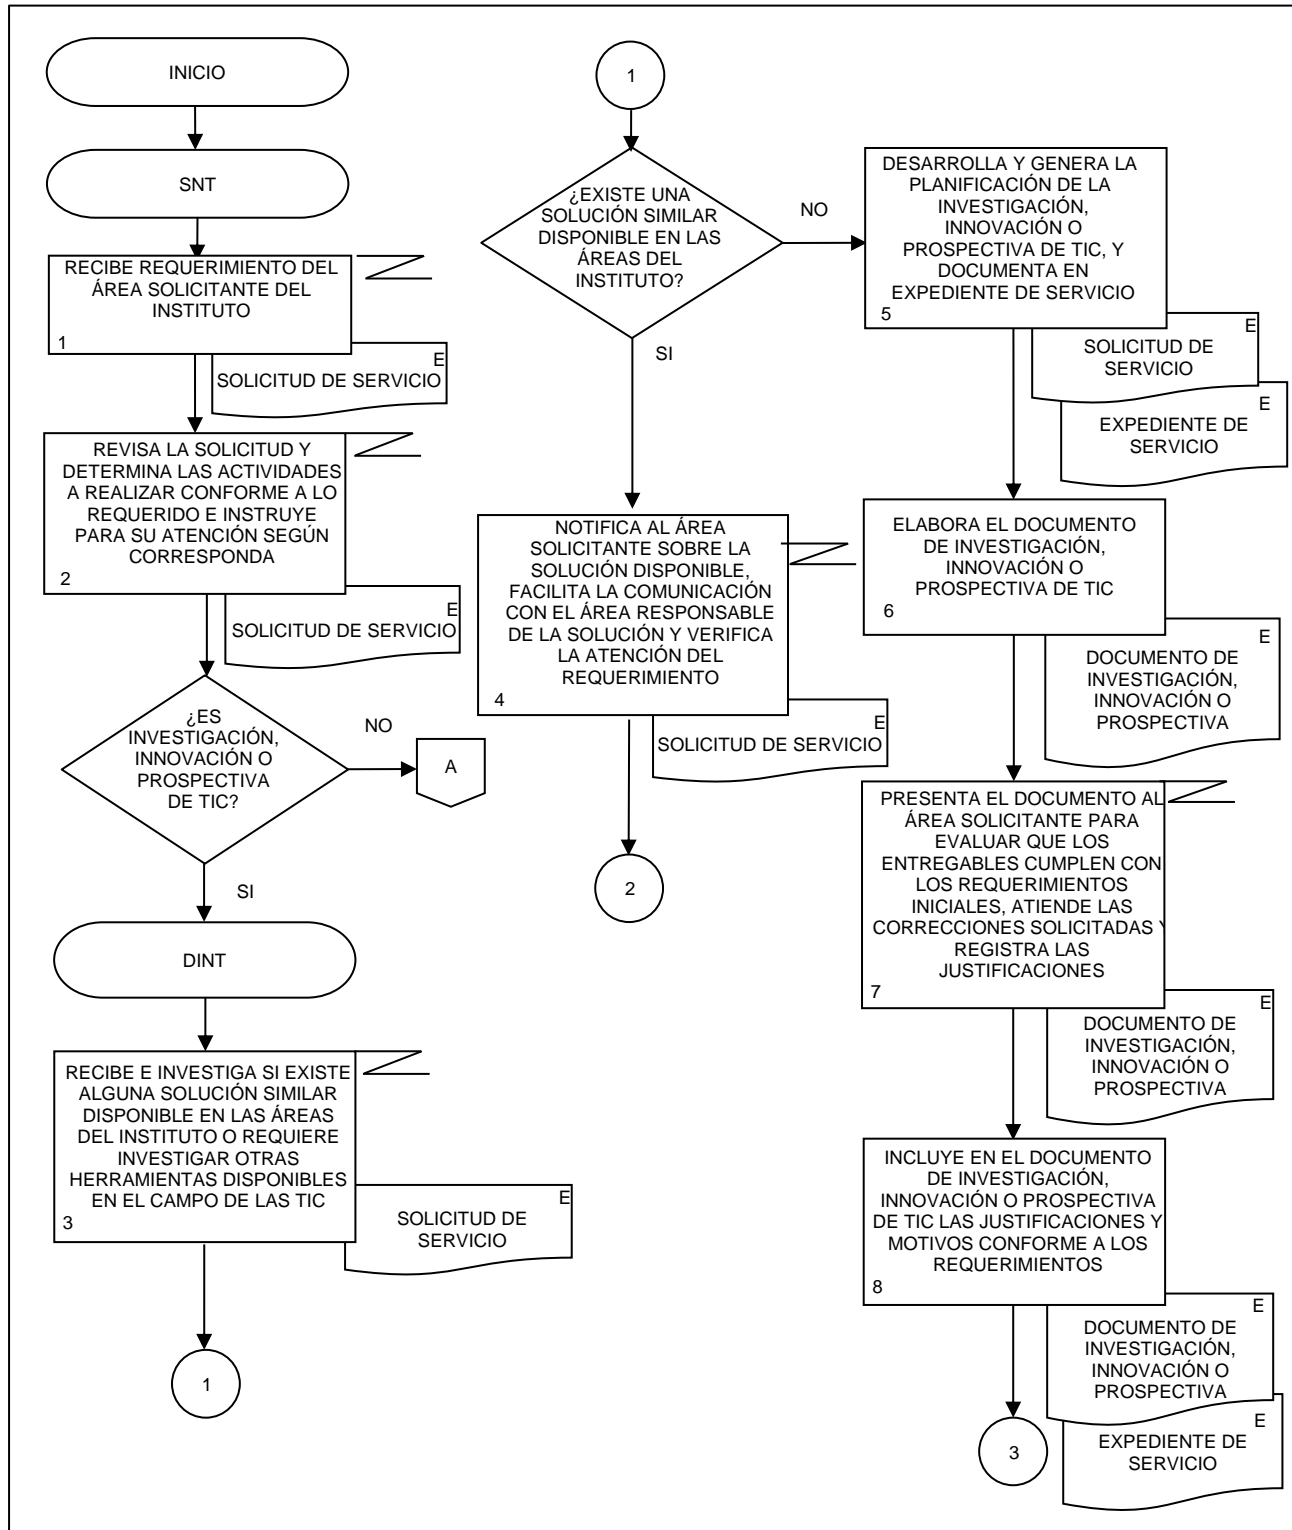 INICIO
SNT
RECIBE REQUERIMIENTO DEL
ÁREA SOLICITANTE DEL
INSTITUTO
1
E
SOLICITUD DE SERVICIO
REVISA LA SOLICITUD Y
DETERMINA LAS ACTIVIDADES
A REALIZAR CONFORME A LO
REQUERIDO E INSTRUYE
PARA SU ATENCIÓN SEGÚN
CORRESPONDA
2
E
SOLICITUD DE SERVICIO
¿ES
INVESTIGACIÓN,
INNOVACIÓN O
PROSPECTIVA
DE TIC?
NO
A
SI
DINT
RECIBE E INVESTIGA SI EXISTE
ALGUNA SOLUCIÓN SIMILAR
DISPONIBLE EN LAS ÁREAS
DEL INSTITUTO O REQUIERE
INVESTIGAR OTRAS
HERRAMIENTAS DISPONIBLES
EN EL CAMPO DE LAS TIC
3
E
SOLICITUD DE
SERVICIO
1
1
¿EXISTE UNA
SOLUCIÓN SIMILAR
DISPONIBLE EN LAS
ÁREAS DEL
INSTITUTO?
NO
SI
NOTIFICA AL ÁREA
SOLICITANTE SOBRE LA
SOLUCIÓN DISPONIBLE,
FACILITA LA COMUNICACIÓN
CON EL ÁREA RESPONSABLE
DE LA SOLUCIÓN Y VERIFICA
LA ATENCIÓN DEL
REQUERIMIENTO
4
E
SOLICITUD DE SERVICIO
2
DESARROLLA Y GENERA LA
PLANIFICACIÓN DE LA
INVESTIGACIÓN,
INNOVACIÓN O
PROSPECTIVA DE TIC, Y
DOCUMENTA EN
EXPEDIENTE DE SERVICIO
5
E
SOLICITUD DE
SERVICIO
E
EXPEDIENTE DE
SERVICIO
ELABORA EL DOCUMENTO
DE INVESTIGACIÓN,
INNOVACIÓN O
PROSPECTIVA DE TIC
6
E
DOCUMENTO DE
INVESTIGACIÓN,
INNOVACIÓN O
PROSPECTIVA
PRESENTA EL DOCUMENTO AL
ÁREA SOLICITANTE PARA
EVALUAR QUE LOS
ENTREGABLES CUMPLEN CON
LOS REQUERIMIENTOS
INICIALES, ATIENDE LAS
CORRECCIONES SOLICITADAS Y
REGISTRA LAS
JUSTIFICACIONES
7
E
DOCUMENTO DE
INVESTIGACIÓN,
INNOVACIÓN O
PROSPECTIVA
INCLUYE EN EL DOCUMENTO
DE INVESTIGACIÓN,
INNOVACIÓN O PROSPECTIVA
DE TIC LAS JUSTIFICACIONES Y
MOTIVOS CONFORME A LOS
REQUERIMIENTOS
8
E
DOCUMENTO DE
INVESTIGACIÓN,
INNOVACIÓN O
PROSPECTIVA
E
EXPEDIENTE DE
SERVICIO
3